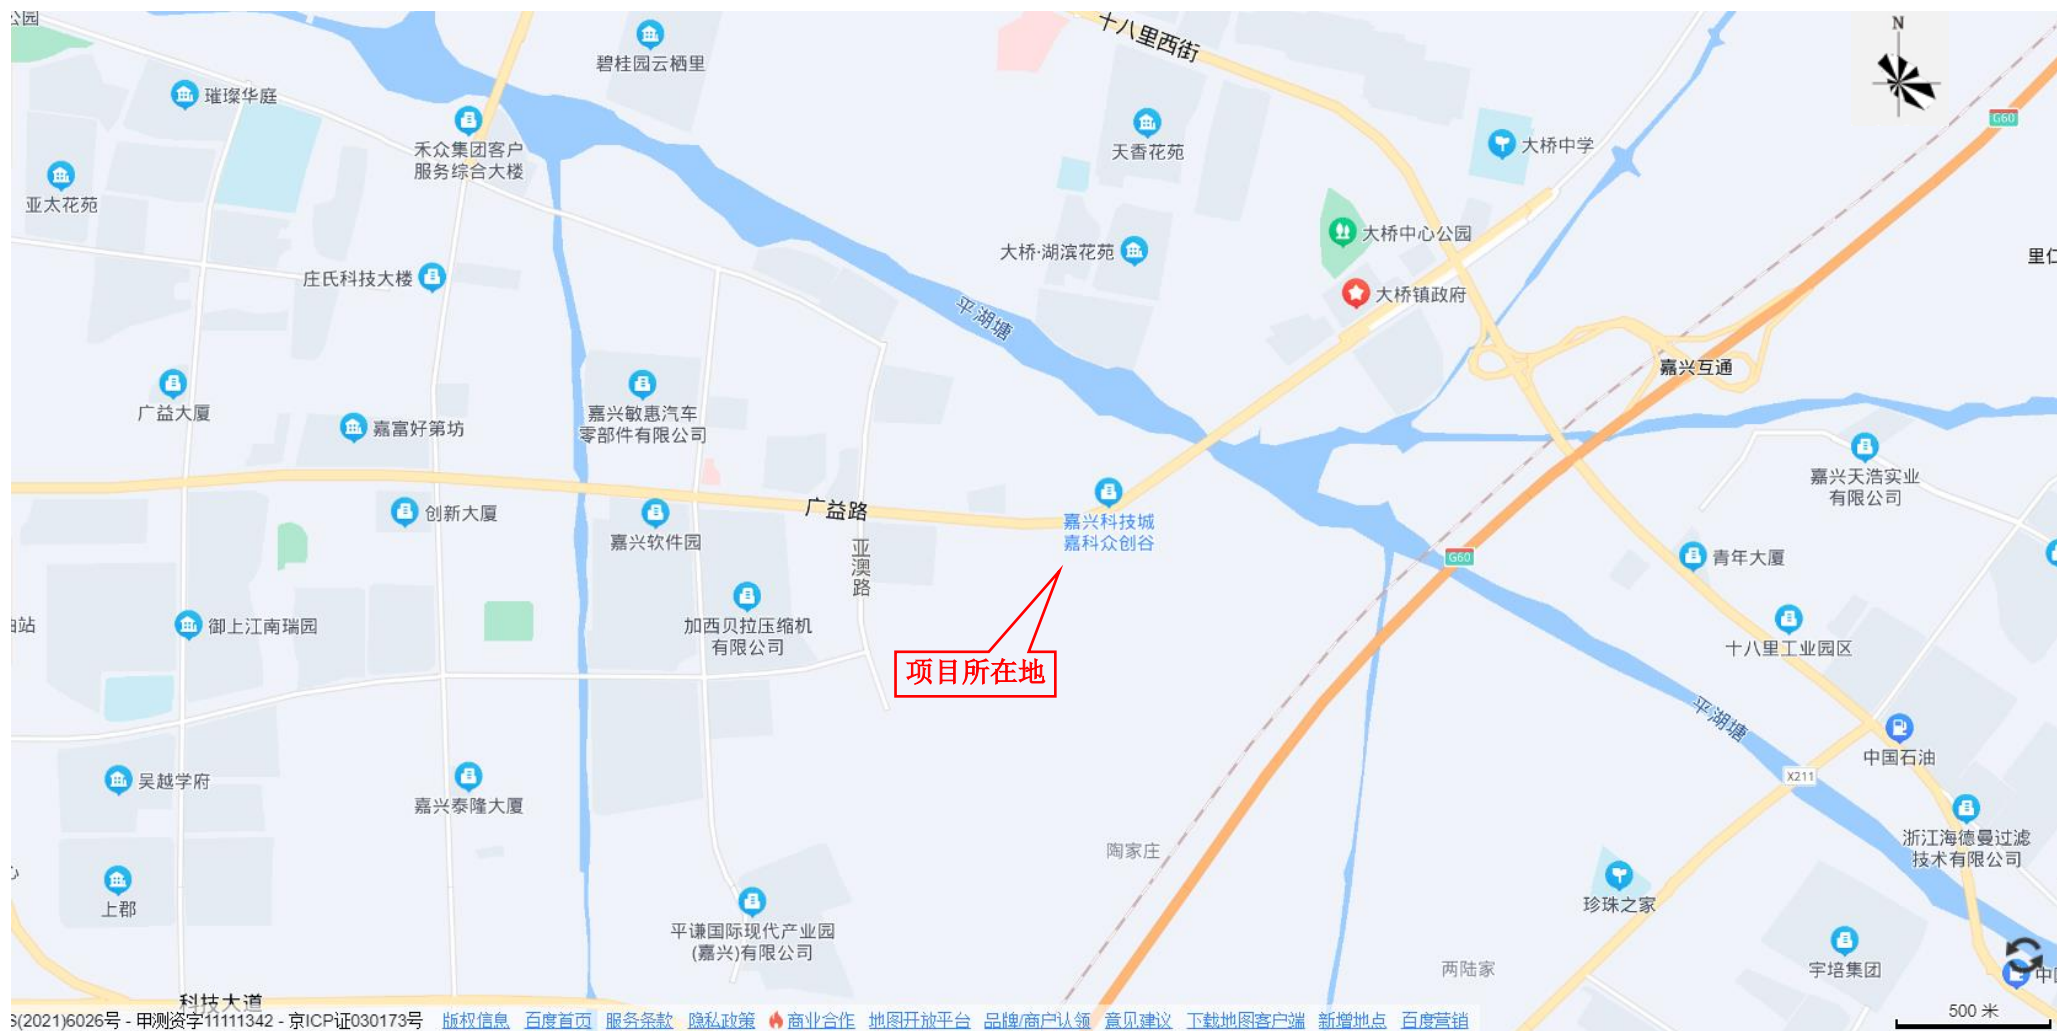 公园
十八里西街
N
碧桂园云栖里
璀璨华庭
G60
禾众集团客户
服务综合大楼
天香花苑
大桥中学
亚太花苑
大桥中心公园
大桥·湖滨花苑
里仁
庄氏科技大楼
大桥镇政府
平湖塘
嘉兴互通
广益大厦
嘉富好第坊
嘉兴敏惠汽车
零部件有限公司
嘉兴天浩实业
有限公司
广益路
创新大厦
嘉兴软件园
嘉兴科技城
嘉科众创谷
亚澳路
G60
青年大厦
加西贝拉压缩机
有限公司
御上江南瑞园
站
十八里工业园区
项目所在地
平湖塘
中国石油
X211
吴越学府
嘉兴泰隆大厦
浙江海德曼过滤
技术有限公司
陶家庄
上郡
珍珠之家
平谦国际现代产业园
(嘉兴)有限公司
两陆家
宇培集团
中
科技大道
500 米
S(2021)6026号 - 甲测资字11111342 - 京ICP证030173号 版权信息 百度首页 服务条款 隐私政策 商业合作 地图开放平台 品牌/商户认领 意见建议 下载地图客户端 新增地点 百度营销